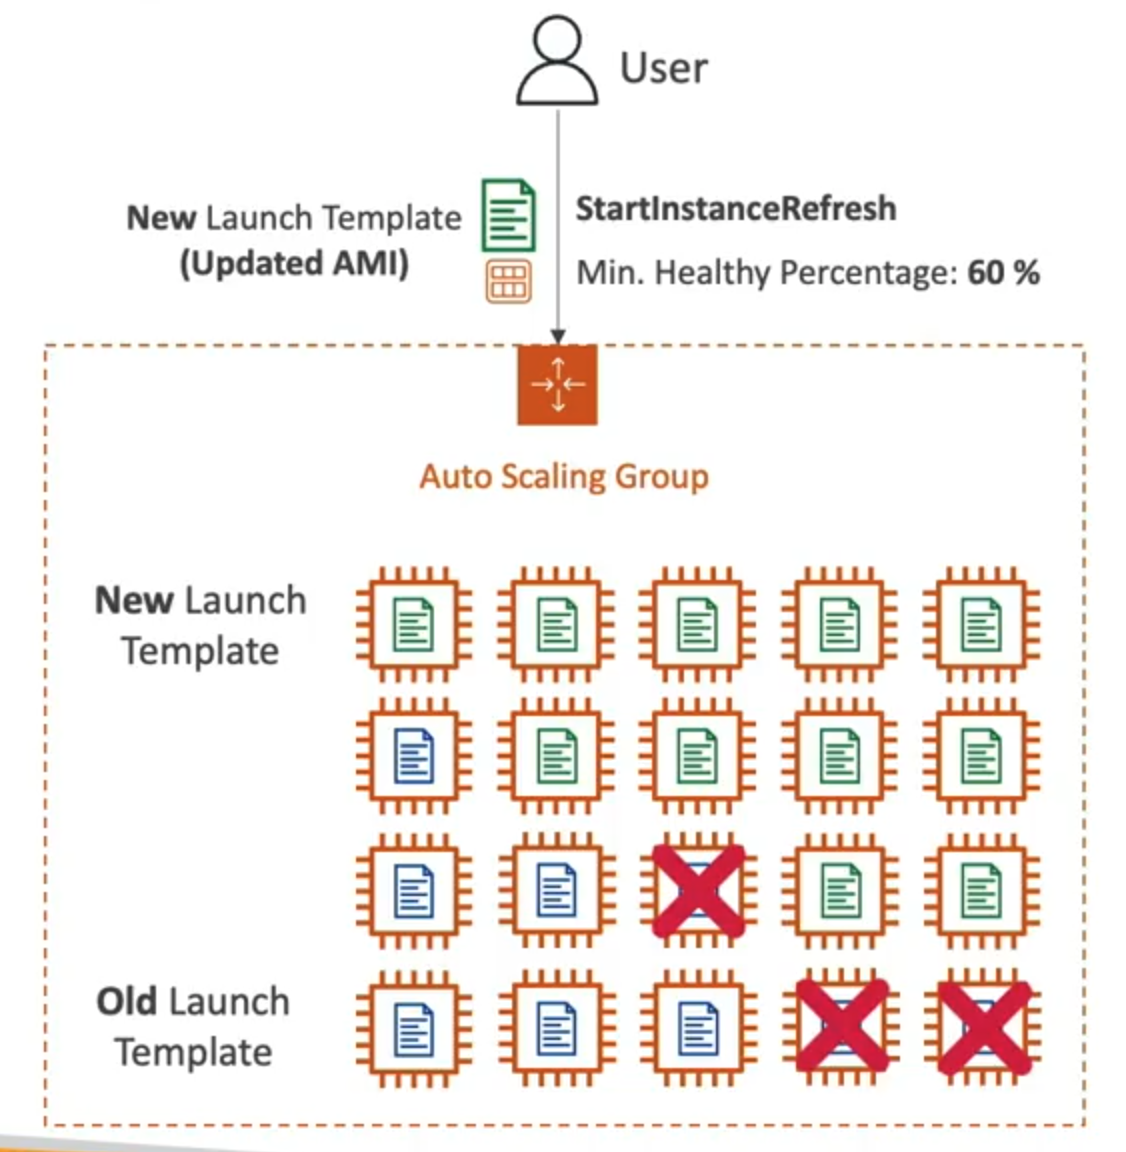 User
New Launch Template
(Updated AMI)
StartInstanceRefresh
Min. Healthy Percentage: 60 %
Auto Scaling Group
New Launch
Template
Old Launch
Template